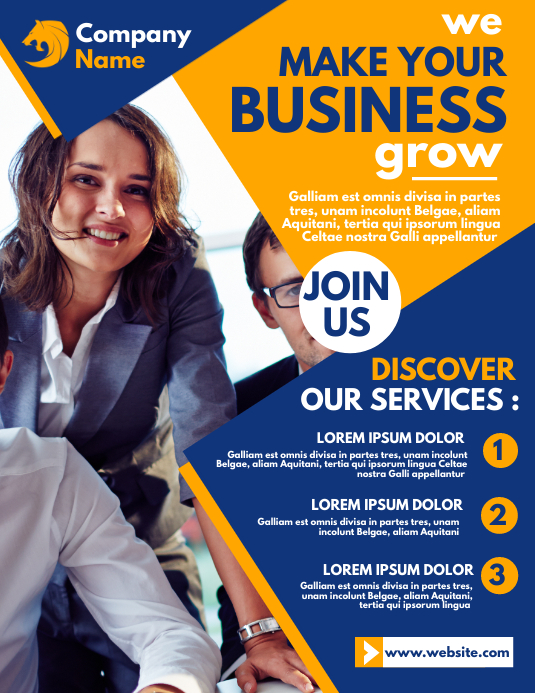 Company
Name
we
MAKE YOUR
BUSINESS
grow
Galliam est omnis divisa in partes
tres, unam incolunt Belgae, aliam
Aquitani, tertia qui ipsorum lingua
Celtae nostra Galli appellantur
JOIN
US
DISCOVER
OUR SERVICES :
LOREM IPSUM DOLOR
Galliam est omnis divisa in partes tres, unam incolunt
Belgae, aliam Aquitani, tertia qui ipsorum lingua Celtae
nostra Galli appellantur
1
LOREM IPSUM DOLOR
Galliam est omnis divisa in partes tres, unam
incolunt Belgae, aliam Aquitani
2
LOREM IPSUM DOLOR
Galliam est omnis divisa in partes tres,
unam incolunt Belgae, aliam Aquitani,
tertia qui ipsorum lingua
3
www.website.com